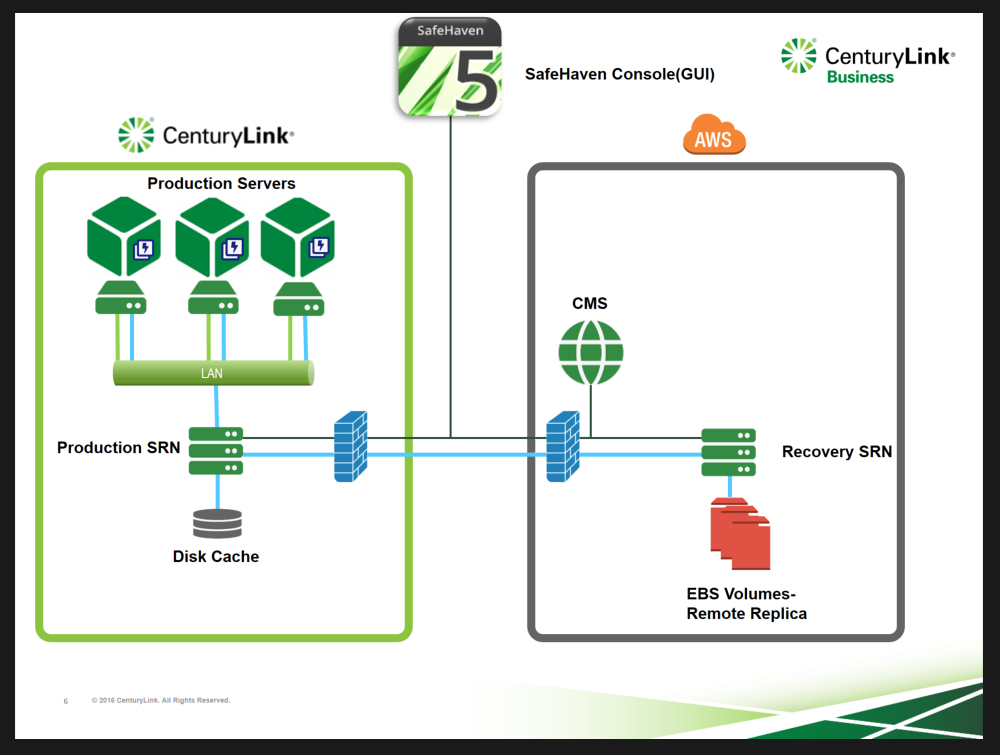 SafeHaven
5
SafeHaven Console(GUI)
CenturyLink®
Business
CenturyLink®
AWS
Production Servers
LAN
CMS
Production SRN
Recovery SRN
Disk Cache
EBS Volumes-
Remote Replica
6
© 2016 CenturyLink. All Rights Reserved.